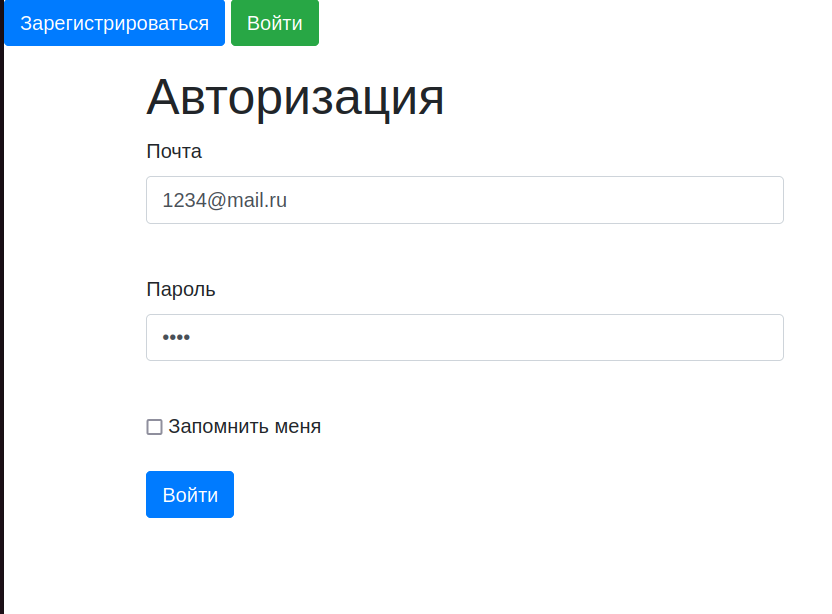 Зарегистрироваться Войти
Авторизация
Почта
1234@mail.ru
Пароль
••••
Запомнить меня
Войти